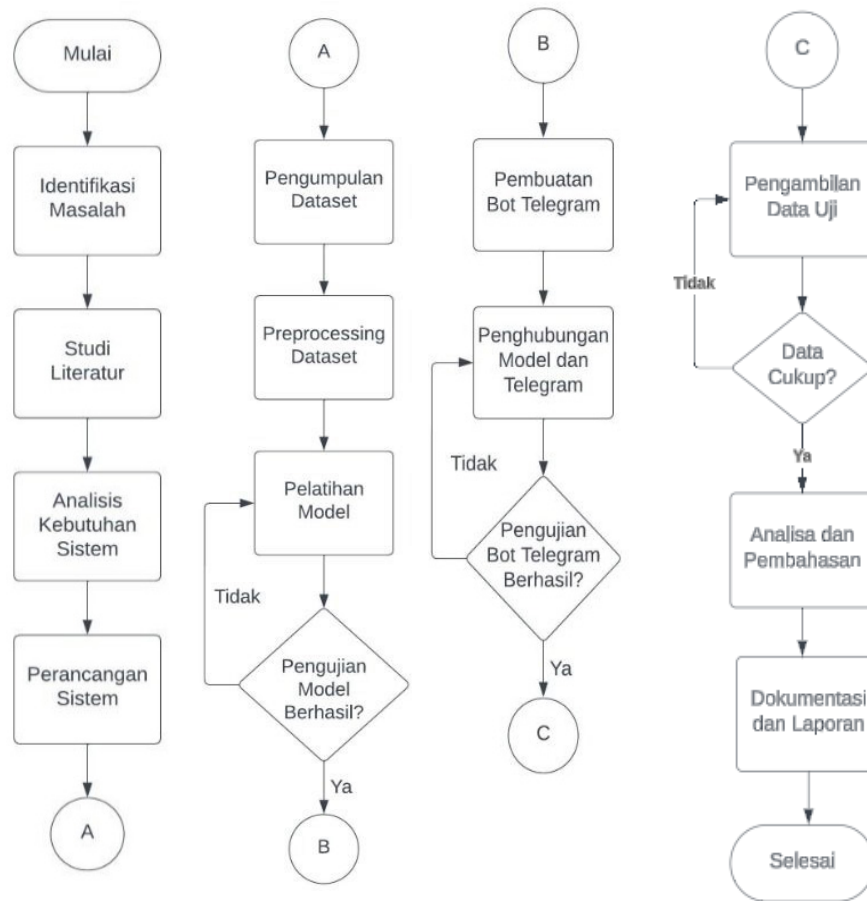 Mulai
Identifikasi
Masalah
Studi
Literatur
Analisis
Kebutuhan
Sistem
Perancangan
Sistem
A
A
Pengumpulan
Dataset
Preprocessing
Dataset
Pelatihan
Model
Tidak
Pengujian
Model
Berhasil?
Ya
B
B
Pembuatan
Bot Telegram
Penghubungan
Model dan
Telegram
Tidak
Pengujian
Bot Telegram
Berhasil?
Ya
C
C
Pengambilan
Data Uji
Tidak
Data
Cukup?
Ya
Analisa dan
Pembahasan
Dokumentasi
dan Laporan
Selesai